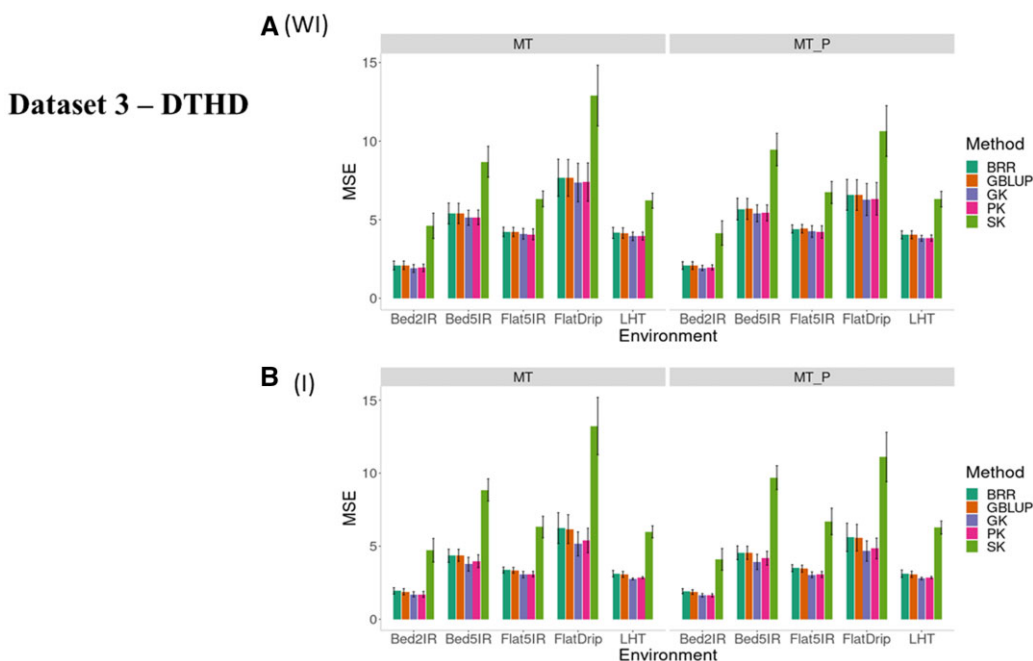 A (WI)
Dataset 3 – DTHD
MT
MT_P
15
10
5
0
MSE
Bed2IR Bed5IR Flat5IR FlatDrip LHT
Bed2IR Bed5IR Flat5IR FlatDrip LHT
Environment
Method
BRR
GBLUP
GK
PK
SK
B (I)
MT
MT_P
15
10
5
0
MSE
Bed2IR Bed5IR Flat5IR FlatDrip LHT
Bed2IR Bed5IR Flat5IR FlatDrip LHT
Environment
Method
BRR
GBLUP
GK
PK
SK